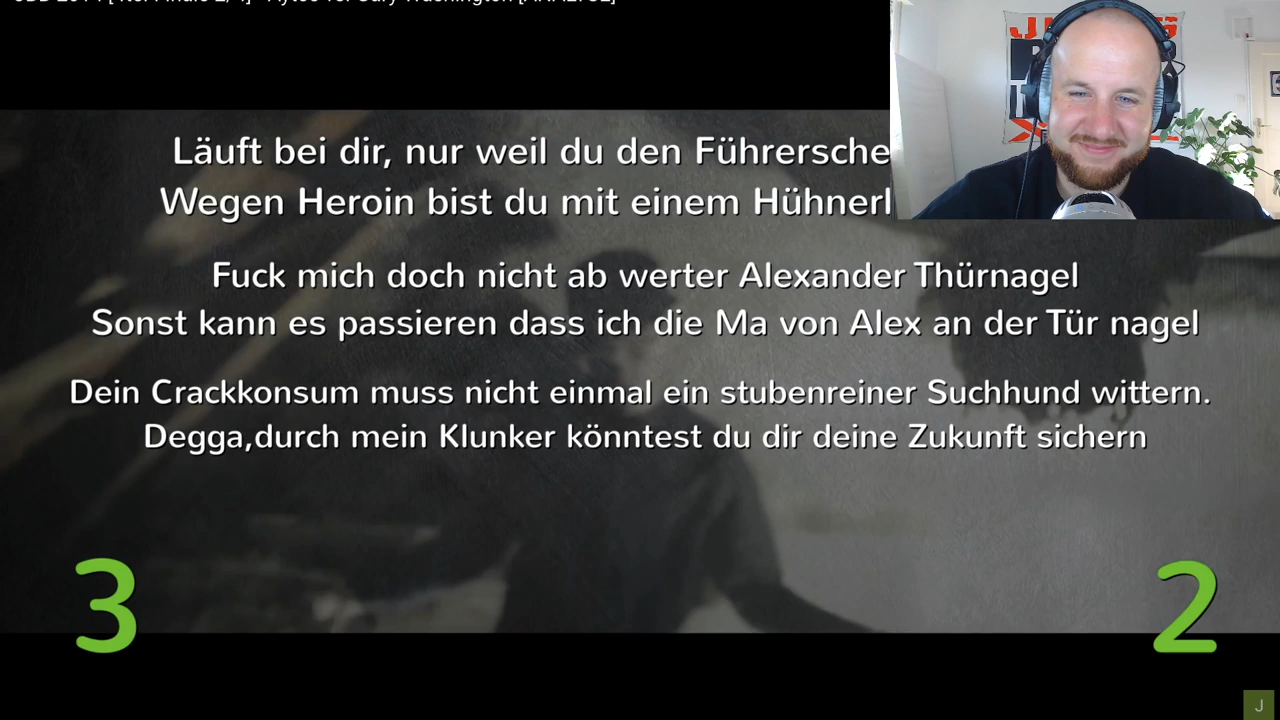 Läuft bei dir, nur weil du den Führersche
Wegen Heroin bist du mit einem Hühnerl
Fuck mich doch nicht ab werter Alexander Thürnagel
Sonst kann es passieren dass ich die Ma von Alex an der Tür nagel
Dein Crackkonsum muss nicht einmal ein stubenreiner Suchhund wittern.
Degga,durch mein Klunker könntest du dir deine Zukunft sichern
3
2
J